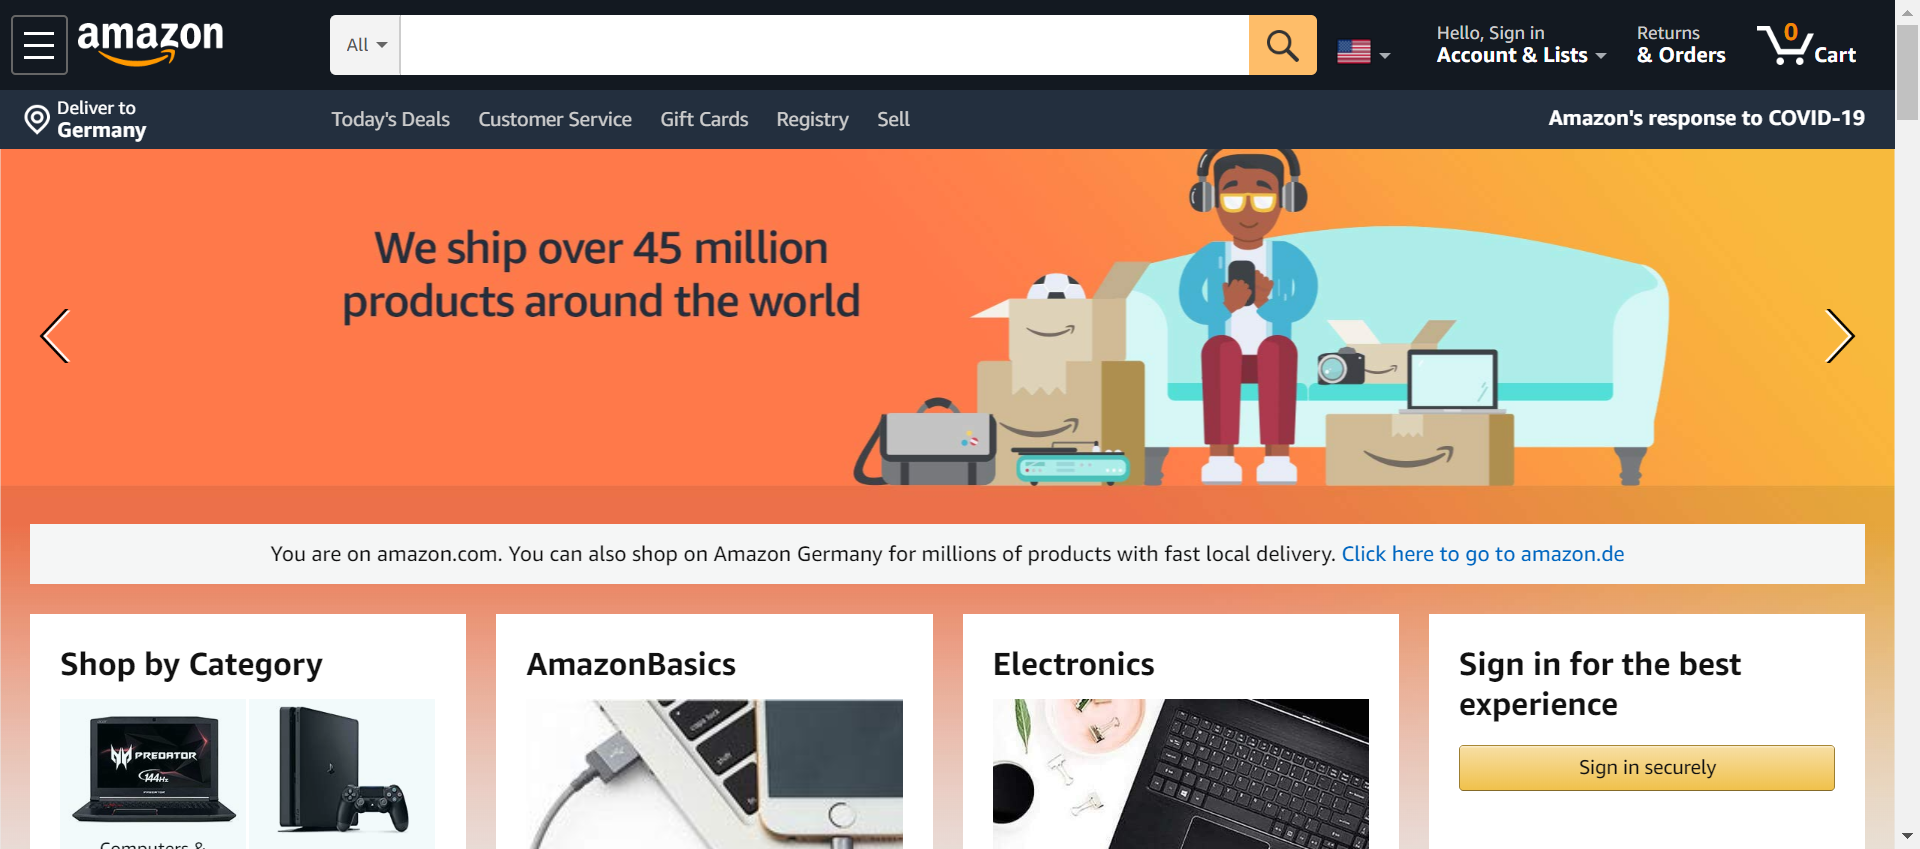 amazon
All
Hello, Sign in
Account & Lists
Returns
& Orders
0
Cart
Deliver to
Germany
Today's Deals
Customer Service
Gift Cards
Registry
Sell
Amazon's response to COVID-19
We ship over 45 million
products around the world
You are on amazon.com. You can also shop on Amazon Germany for millions of products with fast local delivery. Click here to go to amazon.de
Shop by Category
AmazonBasics
Electronics
Sign in for the best
experience
Sign in securely
PREDATOR
144Hz
Computers &